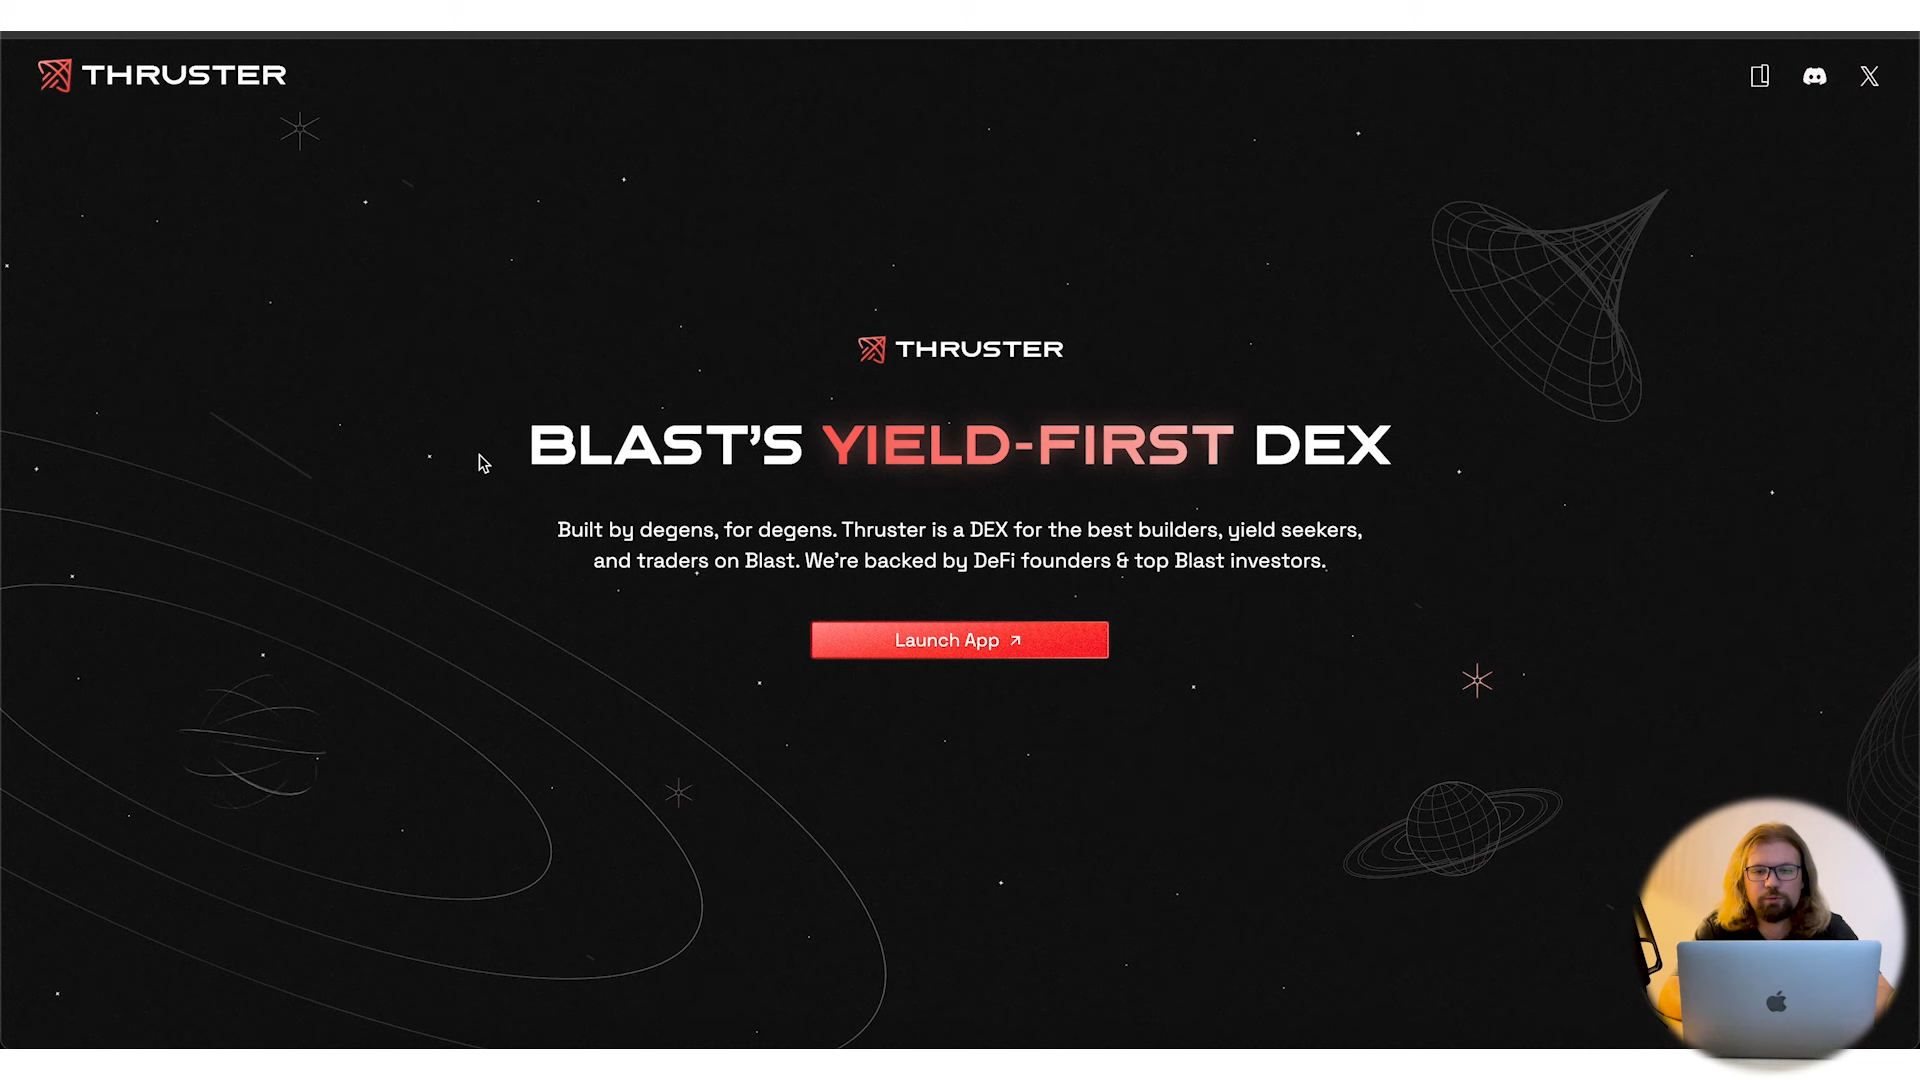 THRUSTER
THRUSTER
BLAST'S YIELD-FIRST DEX
Built by degens, for degens. Thruster is a DEX for the best builders, yield seekers,
and traders on Blast. We're backed by DeFi founders & top Blast investors.
Launch App